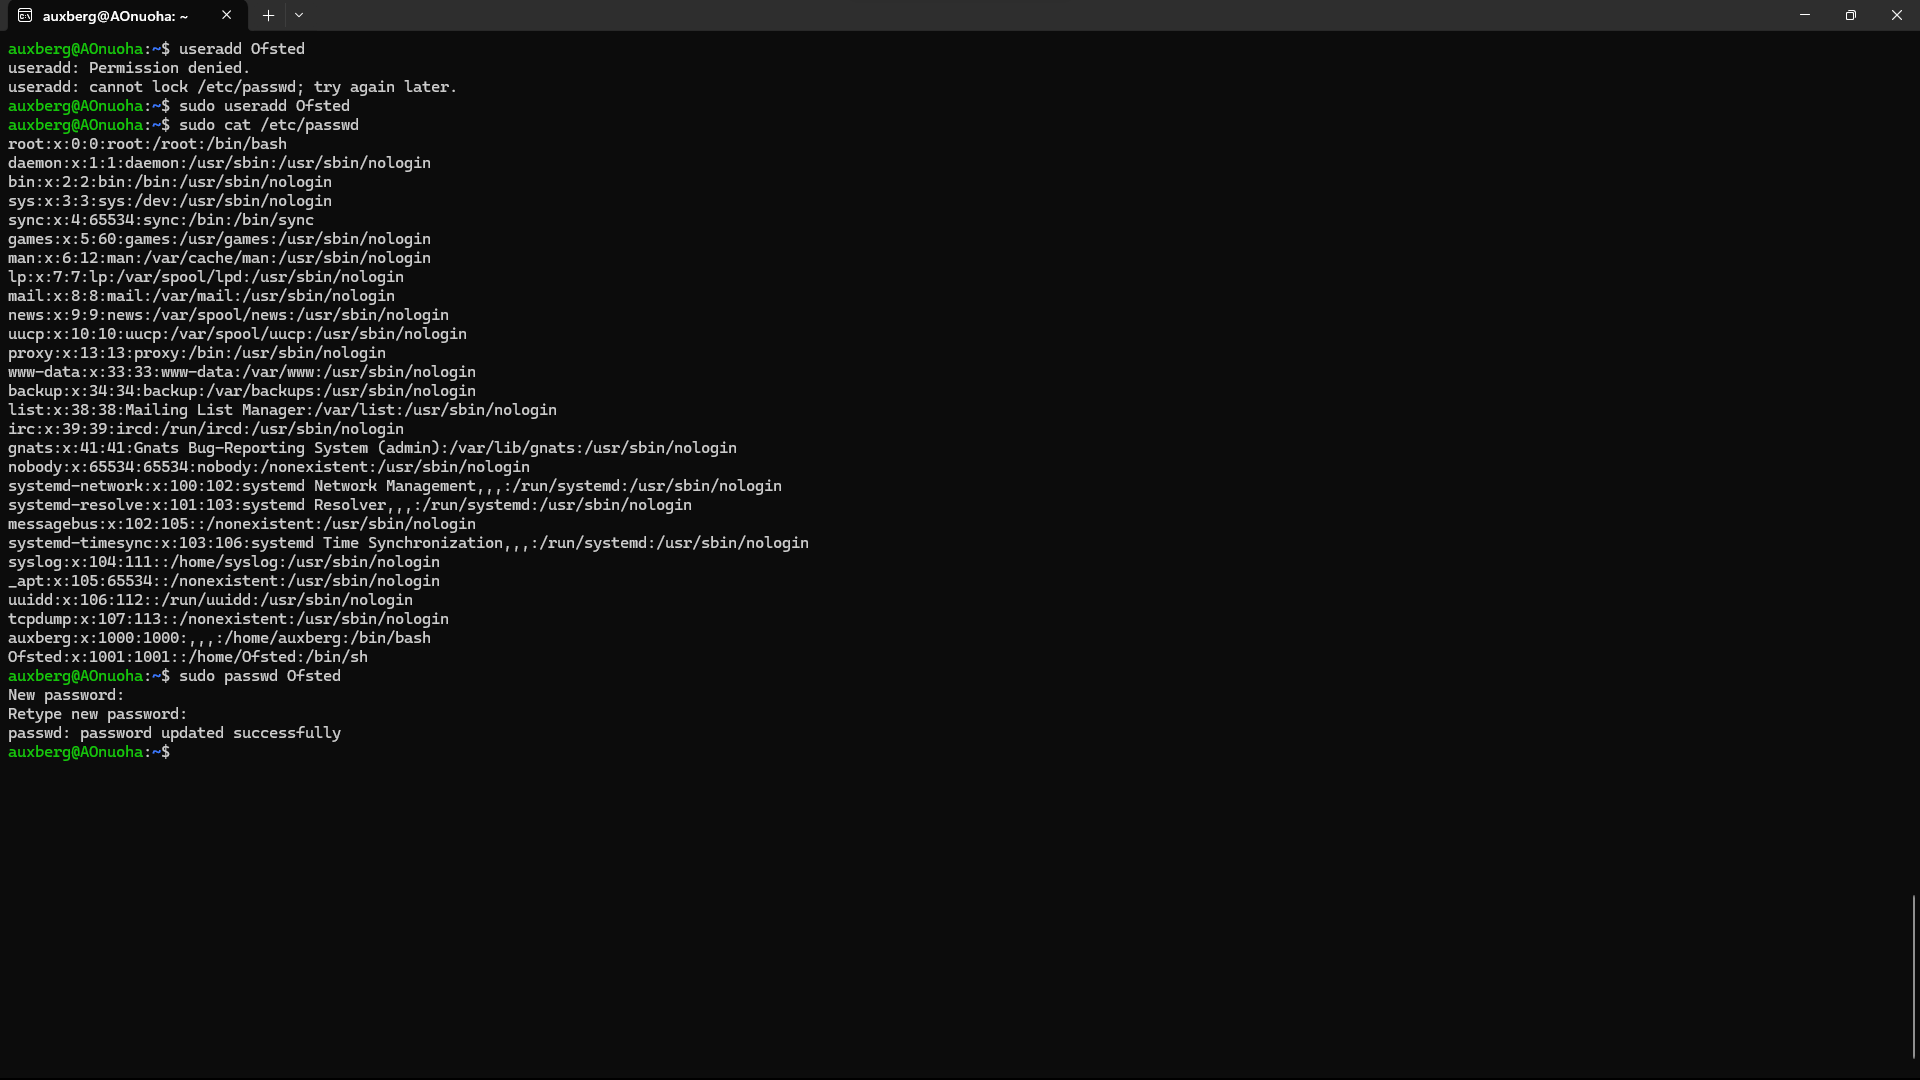 auxberg@AOnuoha: ~
auxberg@AOnuoha:~$ useradd Ofsted
useradd: Permission denied.
useradd: cannot lock /etc/passwd; try again later.
auxberg@AOnuoha:~$ sudo useradd Ofsted
auxberg@AOnuoha:~$ sudo cat /etc/passwd
root:x:0:0:root:/root:/bin/bash
daemon:x:1:1:daemon:/usr/sbin:/usr/sbin/nologin
bin:x:2:2:bin:/bin:/usr/sbin/nologin
sys:x:3:3:sys:/dev:/usr/sbin/nologin
sync:x:4:65534:sync:/bin:/bin/sync
games:x:5:60:games:/usr/games:/usr/sbin/nologin
man:x:6:12:man:/var/cache/man:/usr/sbin/nologin
lp:x:7:7:lp:/var/spool/lpd:/usr/sbin/nologin
mail:x:8:8:mail:/var/mail:/usr/sbin/nologin
news:x:9:9:news:/var/spool/news:/usr/sbin/nologin
uucp:x:10:10:uucp:/var/spool/uucp:/usr/sbin/nologin
proxy:x:13:13:proxy:/bin:/usr/sbin/nologin
www-data:x:33:33:www-data:/var/www:/usr/sbin/nologin
backup:x:34:34:backup:/var/backups:/usr/sbin/nologin
list:x:38:38:Mailing List Manager:/var/list:/usr/sbin/nologin
irc:x:39:39:ircd:/run/ircd:/usr/sbin/nologin
gnats:x:41:41:Gnats Bug-Reporting System (admin):/var/lib/gnats:/usr/sbin/nologin
nobody:x:65534:65534:nobody:/nonexistent:/usr/sbin/nologin
systemd-network:x:100:102:systemd Network Management,,,:/run/systemd:/usr/sbin/nologin
systemd-resolve:x:101:103:systemd Resolver,,,:/run/systemd:/usr/sbin/nologin
messagebus:x:102:105::/nonexistent:/usr/sbin/nologin
systemd-timesync:x:103:106:systemd Time Synchronization,,,:/run/systemd:/usr/sbin/nologin
syslog:x:104:111::/home/syslog:/usr/sbin/nologin
_apt:x:105:65534::/nonexistent:/usr/sbin/nologin
uuidd:x:106:112::/run/uuidd:/usr/sbin/nologin
tcpdump:x:107:113::/nonexistent:/usr/sbin/nologin
auxberg:x:1000:1000:,,,:/home/auxberg:/bin/bash
Ofsted:x:1001:1001::/home/Ofsted:/bin/sh
auxberg@AOnuoha:~$ sudo passwd Ofsted
New password:
Retype new password:
passwd: password updated successfully
auxberg@AOnuoha:~$